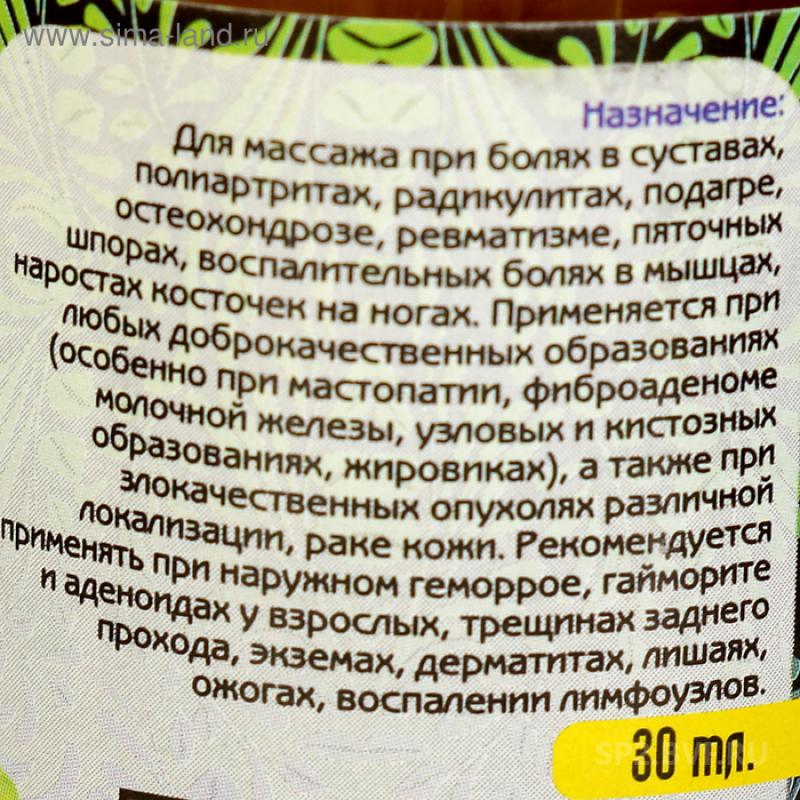 www.sima-land.ru
Назначение:
Для массажа при болях в суставах,
полиартритах, радикулитах, подагре,
остеохондрозе, ревматизме, пяточных
шпорах, воспалительных болях в мышцах,
наростах косточек на ногах. Применяется при
любых доброкачественных образованиях
(особенно при мастопатии, фиброаденоме
молочной железы, узловых и кистозных
образованиях, жировиках), а также при
злокачественных опухолях различной
локализации, раке кожи. Рекомендуется
применять при наружном геморрое, гайморите
и аденоидах у взрослых, трещинах заднего
прохода, экземах, дерматитах, лишаях,
ожогах, воспалении лимфоузлов.
30 мл.